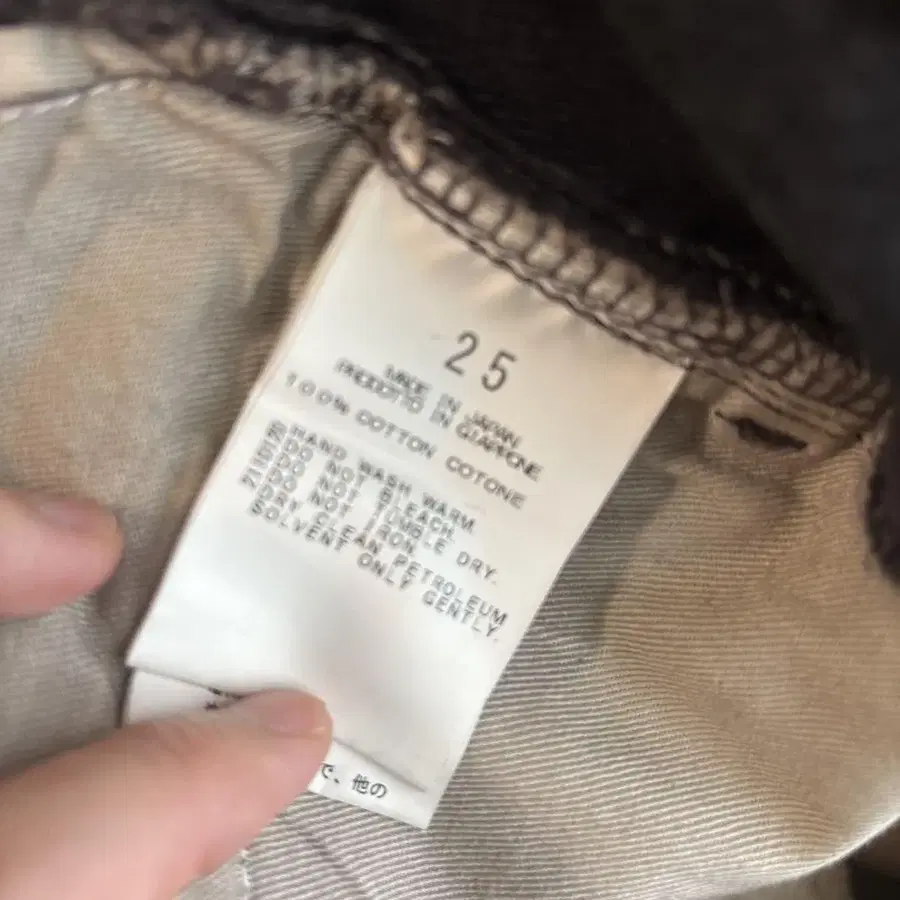 25
MADE IN JAPAN
PRODOTTO IN GIAPPONE
100% COTTON COTONE
HAND WASH WARM.
DO NOT BLEACH.
DO NOT TUMBLE DRY.
DO NOT IRON.
DRY CLEAN PETROLEUM
SOLVENT ONLY GENTLY.
で、他の